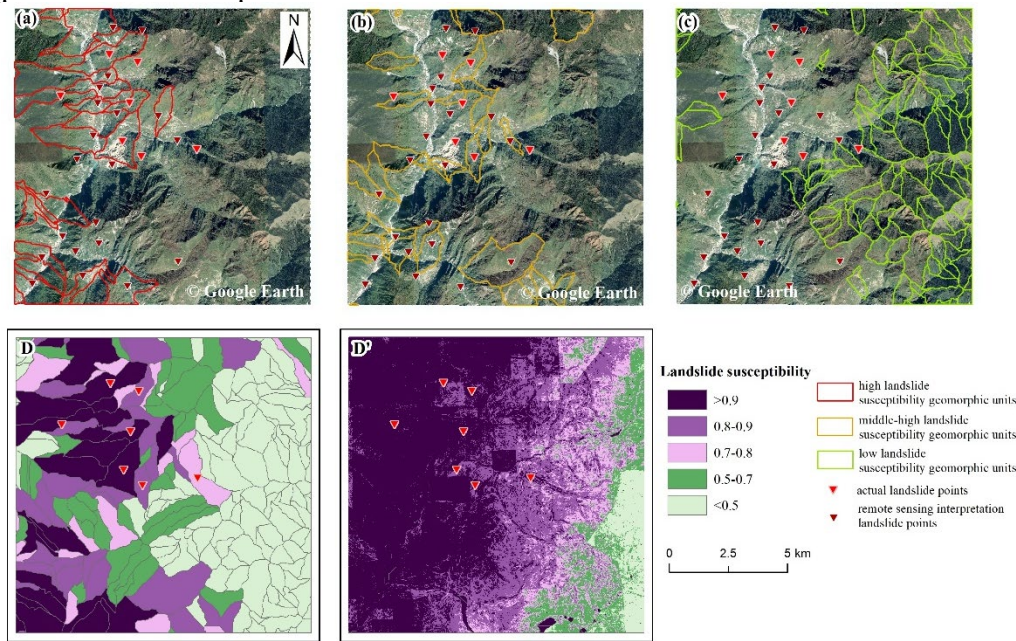 (a)
N
(b)
(c)
© Google Earth
© Google Earth
© Google Earth
D
D'
Landslide susceptibility
>0.9
0.8-0.9
0.7-0.8
0.5-0.7
<0.5
high landslide
susceptibility geomorphic units
middle-high landslide
susceptibility geomorphic units
low landslide
susceptibility geomorphic units
actual landslide points
remote sensing interpretation
landslide points
0 2.5 5 km